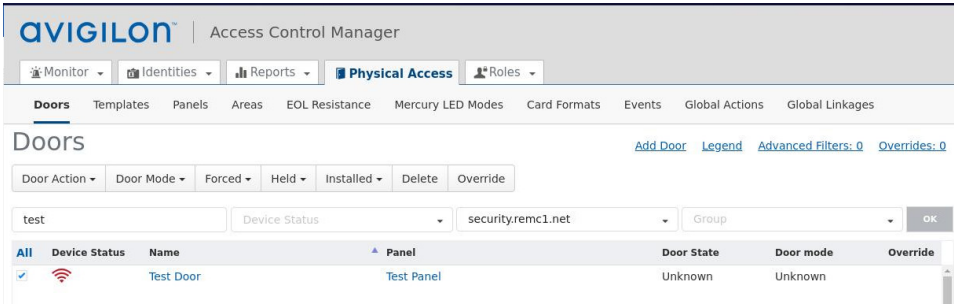 AVIGILON™ | Access Control Manager
Monitor Identities Reports Physical Access Roles
Doors Templates Panels Areas EOL Resistance Mercury LED Modes Card Formats Events Global Actions Global Linkages
Doors
Add Door Legend Advanced Filters: 0 Overrides: 0
Door Action Door Mode Forced Held Installed Delete Override
test Device Status security.remc1.net Group OK
All Device Status Name Panel Door State Door mode Override
Test Door Test Panel Unknown Unknown